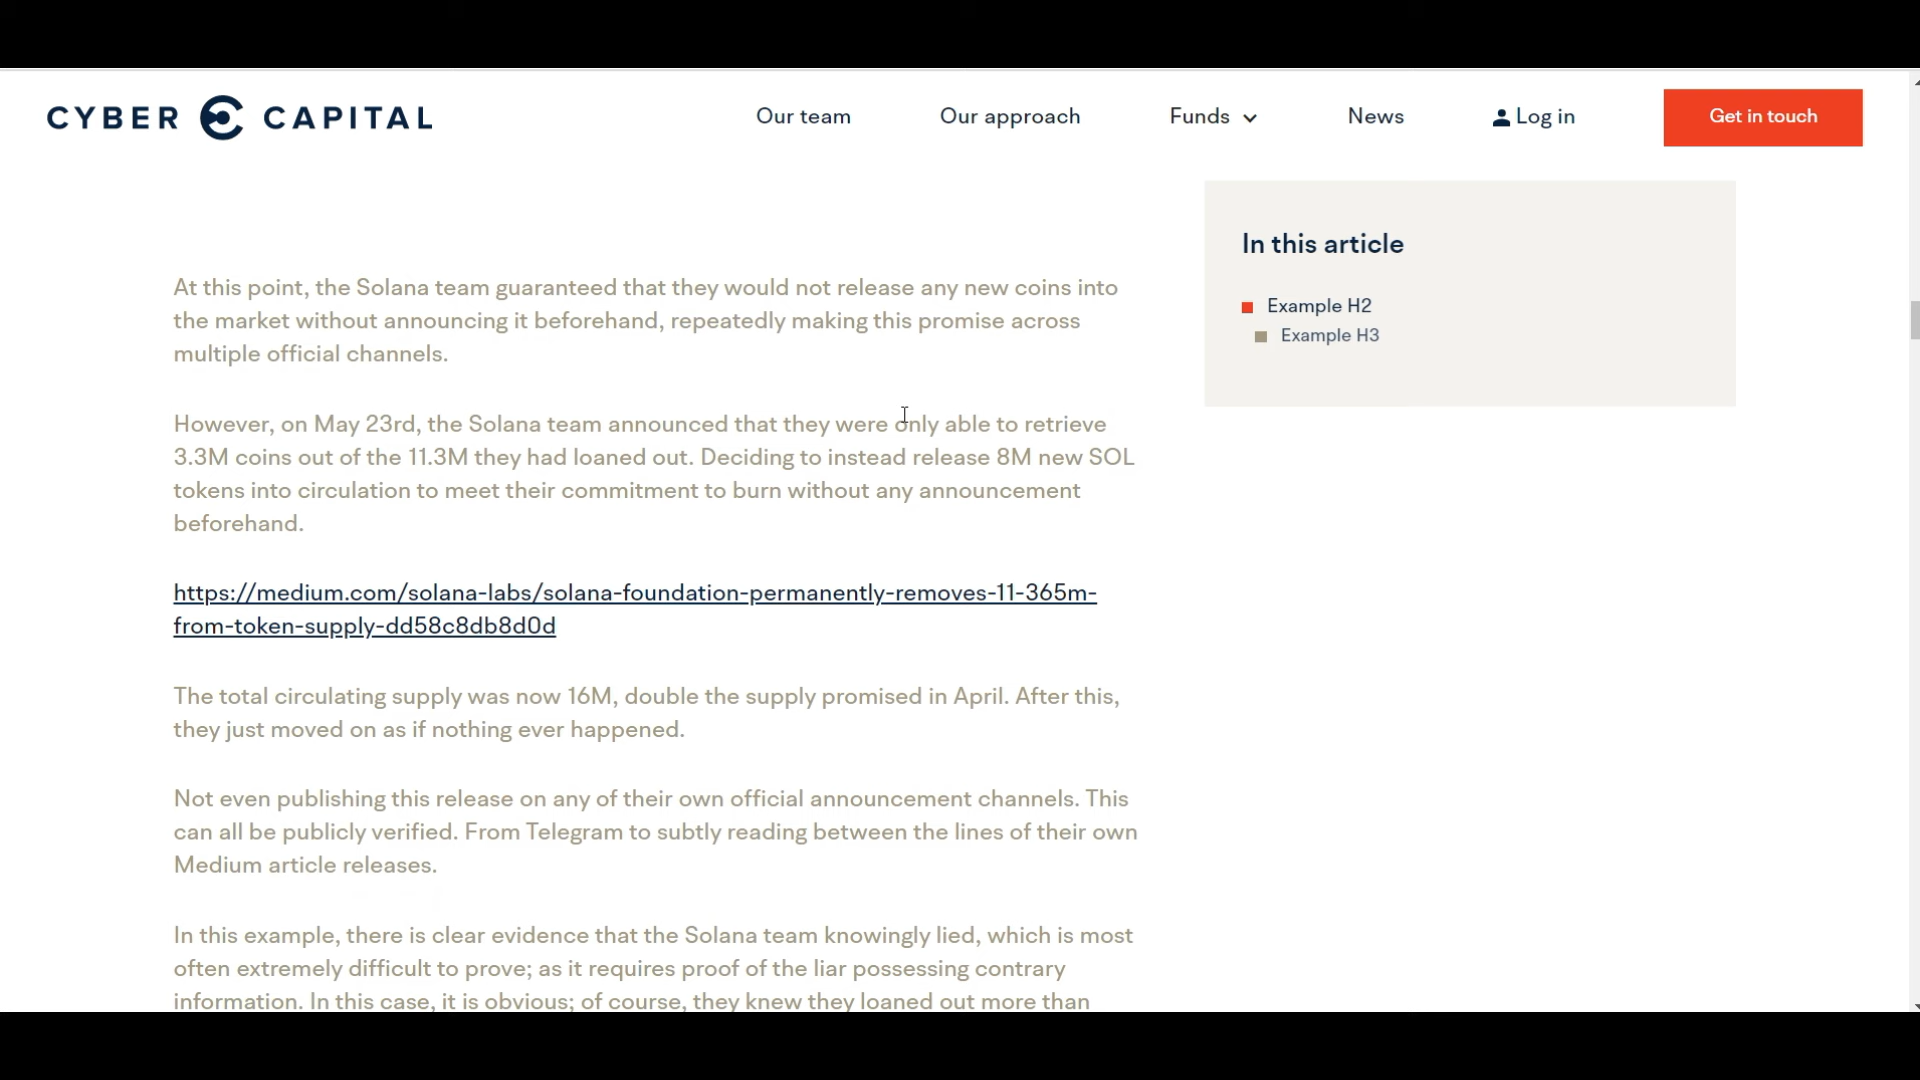 CYBER CAPITAL
Our team
Our approach
Funds
News
Log in
Get in touch
At this point, the Solana team guaranteed that they would not release any new coins into
the market without announcing it beforehand, repeatedly making this promise across
multiple official channels.
However, on May 23rd, the Solana team announced that they were only able to retrieve
3.3M coins out of the 11.3M they had loaned out. Deciding to instead release 8M new SOL
tokens into circulation to meet their commitment to burn without any announcement
beforehand.
https://medium.com/solana-labs/solana-foundation-permanently-removes-11-365m-
from-token-supply-dd58c8db8d0d
The total circulating supply was now 16M, double the supply promised in April. After this,
they just moved on as if nothing ever happened.
Not even publishing this release on any of their own official announcement channels. This
can all be publicly verified. From Telegram to subtly reading between the lines of their own
Medium article releases.
In this example, there is clear evidence that the Solana team knowingly lied, which is most
often extremely difficult to prove; as it requires proof of the liar possessing contrary
information. In this case, it is obvious; of course, they knew they loaned out more than
In this article
Example H2
Example H3